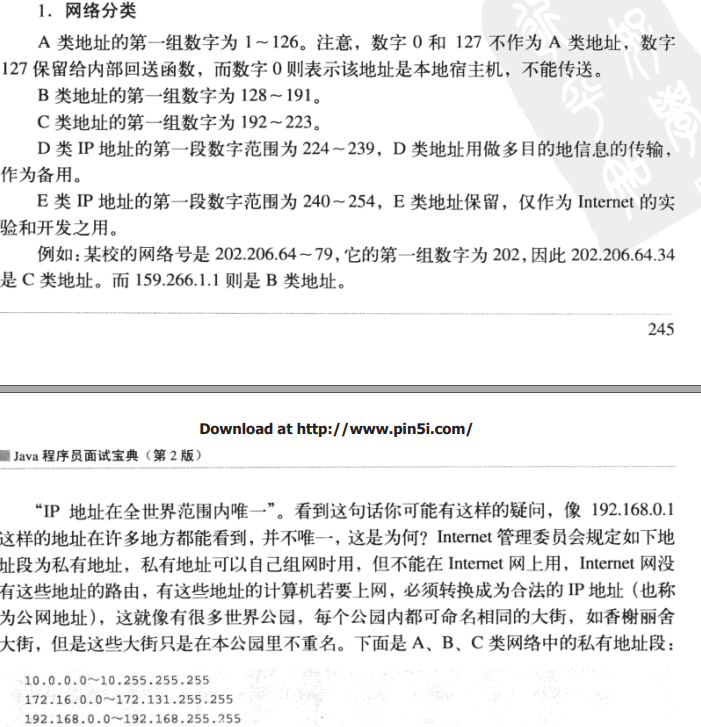 1．网络分类
A 类地址的第一组数字为 1～126。注意，数字 0 和 127 不作为 A 类地址，数字
127 保留给内部回送函数，而数字 0 则表示该地址是本地宿主机，不能传送。
B 类地址的第一组数字为 128～191。
C 类地址的第一组数字为 192～223。
D 类 IP 地址的第一段数字范围为 224～239，D 类地址用做多目的地信息的传输，
作为备用。
E 类 IP 地址的第一段数字范围为 240～254，E 类地址保留，仅作为 Internet 的实
验和开发之用。
例如：某校的网络号是 202.206.64～79，它的第一组数字为 202，因此 202.206.64.34
是 C 类地址。而 159.266.1.1 则是 B 类地址。
245
Download at http://www.pin5i.com/
Java 程序员面试宝典（第 2 版）
“IP 地址在全世界范围内唯一”。看到这句话你可能有这样的疑问，像 192.168.0.1
这样的地址在许多地方都能看到，并不唯一，这是为何？Internet 管理委员会规定如下地
址段为私有地址，私有地址可以自己组网时用，但不能在 Internet 网上用，Internet 网没
有这些地址的路由，有这些地址的计算机若要上网，必须转换成为合法的 IP 地址（也称
为公网地址），这就像有很多世界公园，每个公园内都可命名相同的大街，如香榭丽舍
大街，但是这些大街只是在本公园里不重名。下面是 A、B、C 类网络中的私有地址段：
10.0.0.0～10.255.255.255
172.16.0.0～172.131.255.255
192.168.0.0～192.168.255.255